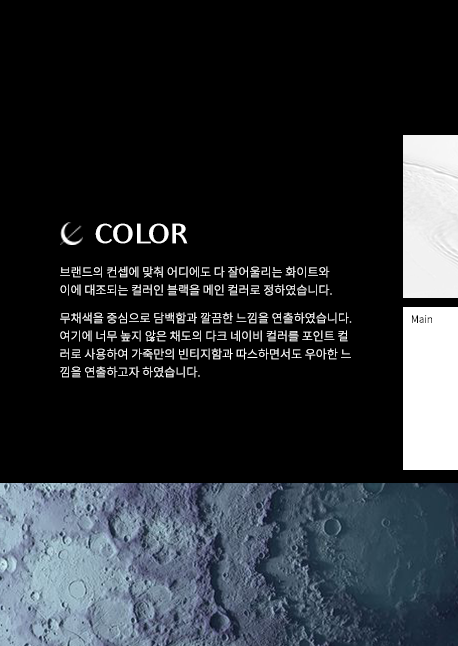 COLOR
브랜드의 컨셉에 맞춰 어디에도 다 잘어울리는 화이트와
이에 대조되는 컬러인 블랙을 메인 컬러로 정하였습니다.
무채색을 중심으로 담백함과 깔끔한 느낌을 연출하였습니다.
여기에 너무 높지 않은 채도의 다크 네이비 컬러를 포인트 컬
러로 사용하여 가죽만의 빈티지함과 따스하면서도 우아한 느
낌을 연출하고자 하였습니다.
Main